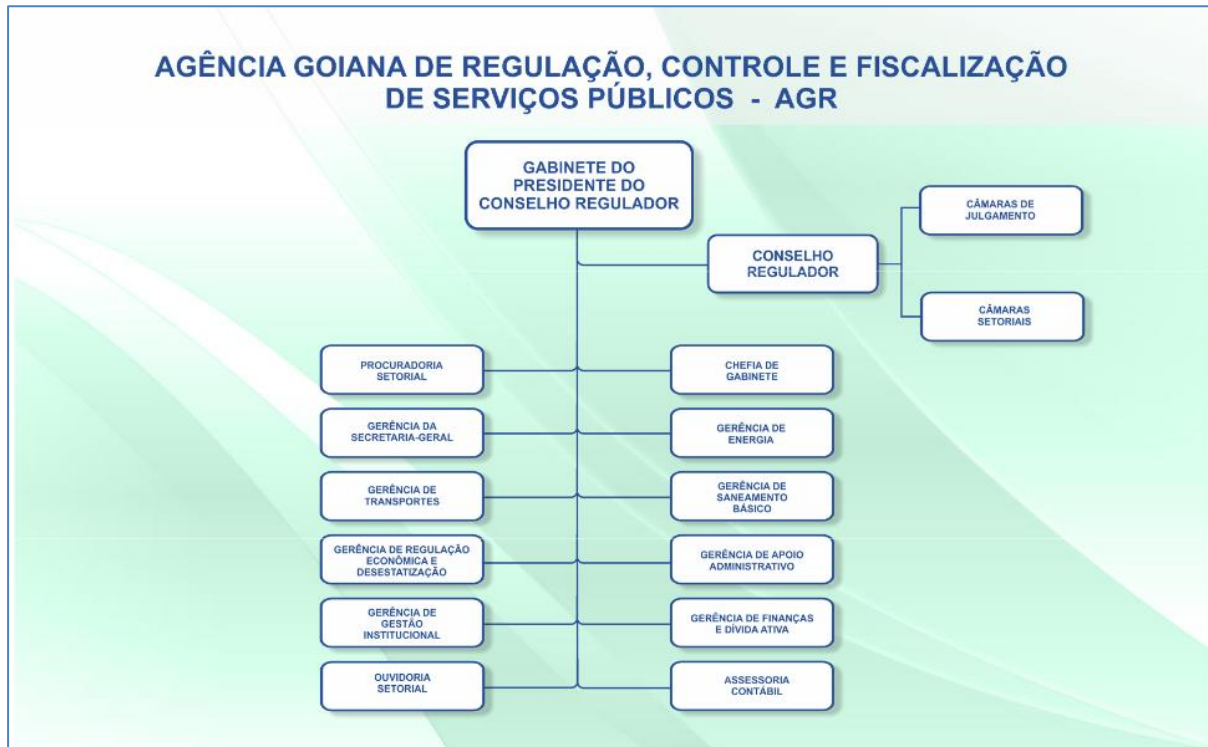 AGÊNCIA GOIANA DE REGULAÇÃO, CONTROLE E FISCALIZAÇÃO
DE SERVIÇOS PÚBLICOS - AGR
GABINETE DO
PRESIDENTE DO
CONSELHO REGULADOR
CÂMARAS DE
JULGAMENTO
CONSELHO
REGULADOR
CÂMARAS
SETORIAIS
PROCURADORIA
SETORIAL
CHEFIA DE
GABINETE
GERÊNCIA DA
SECRETARIA-GERAL
GERÊNCIA DE
ENERGIA
GERÊNCIA DE
TRANSPORTES
GERÊNCIA DE
SANEAMENTO
BÁSICO
GERÊNCIA DE REGULAÇÃO
ECONÔMICA E
DESESTATIZAÇÃO
GERÊNCIA DE APOIO
ADMINISTRATIVO
GERÊNCIA DE
GESTÃO
INSTITUCIONAL
GERÊNCIA DE FINANÇAS
E DÍVIDA ATIVA
OUVIDORIA
SETORIAL
ASSESSORIA
CONTÁBIL